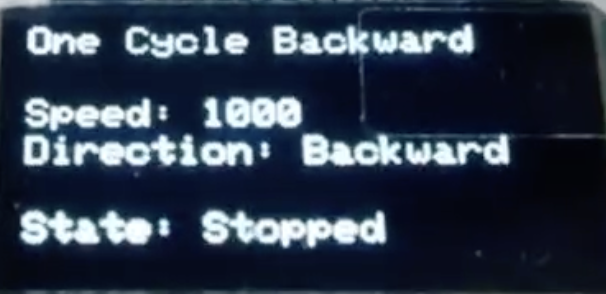 One Cycle Backward
Speed: 1000
Direction: Backward
State: Stopped